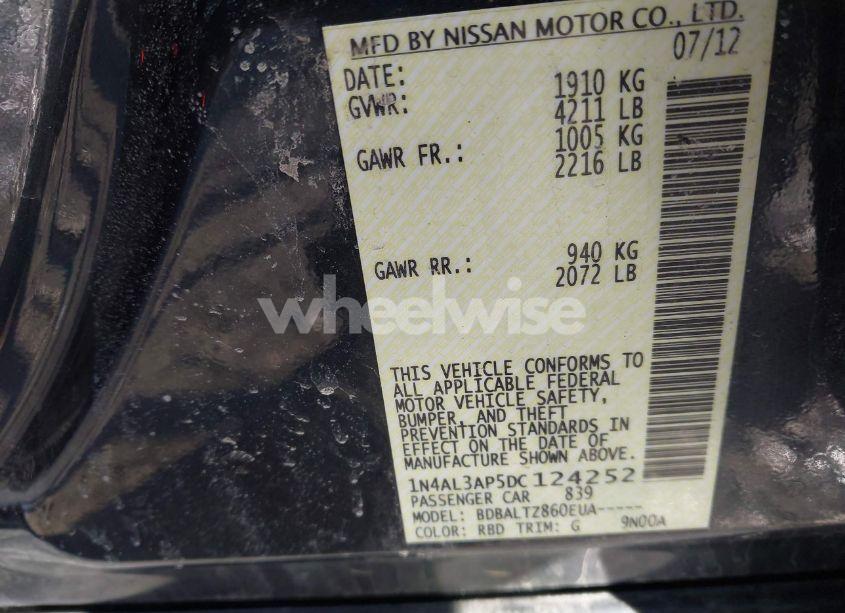 MFD BY NISSAN MOTOR CO., LTD.
DATE: 07/12
GVWR: 1910 KG
4211 LB
GAWR FR.: 1005 KG
2216 LB
GAWR RR.: 940 KG
2072 LB
wheelwise
THIS VEHICLE CONFORMS TO
ALL APPLICABLE FEDERAL
MOTOR VEHICLE SAFETY,
BUMPER, AND THEFT
PREVENTION STANDARDS IN
EFFECT ON THE DATE OF
MANUFACTURE SHOWN ABOVE.
1N4AL3AP5DC124252
PASSENGER CAR 839
MODEL: BDBALTZ860EUA-----
COLOR: RBD TRIM: G 9N00A